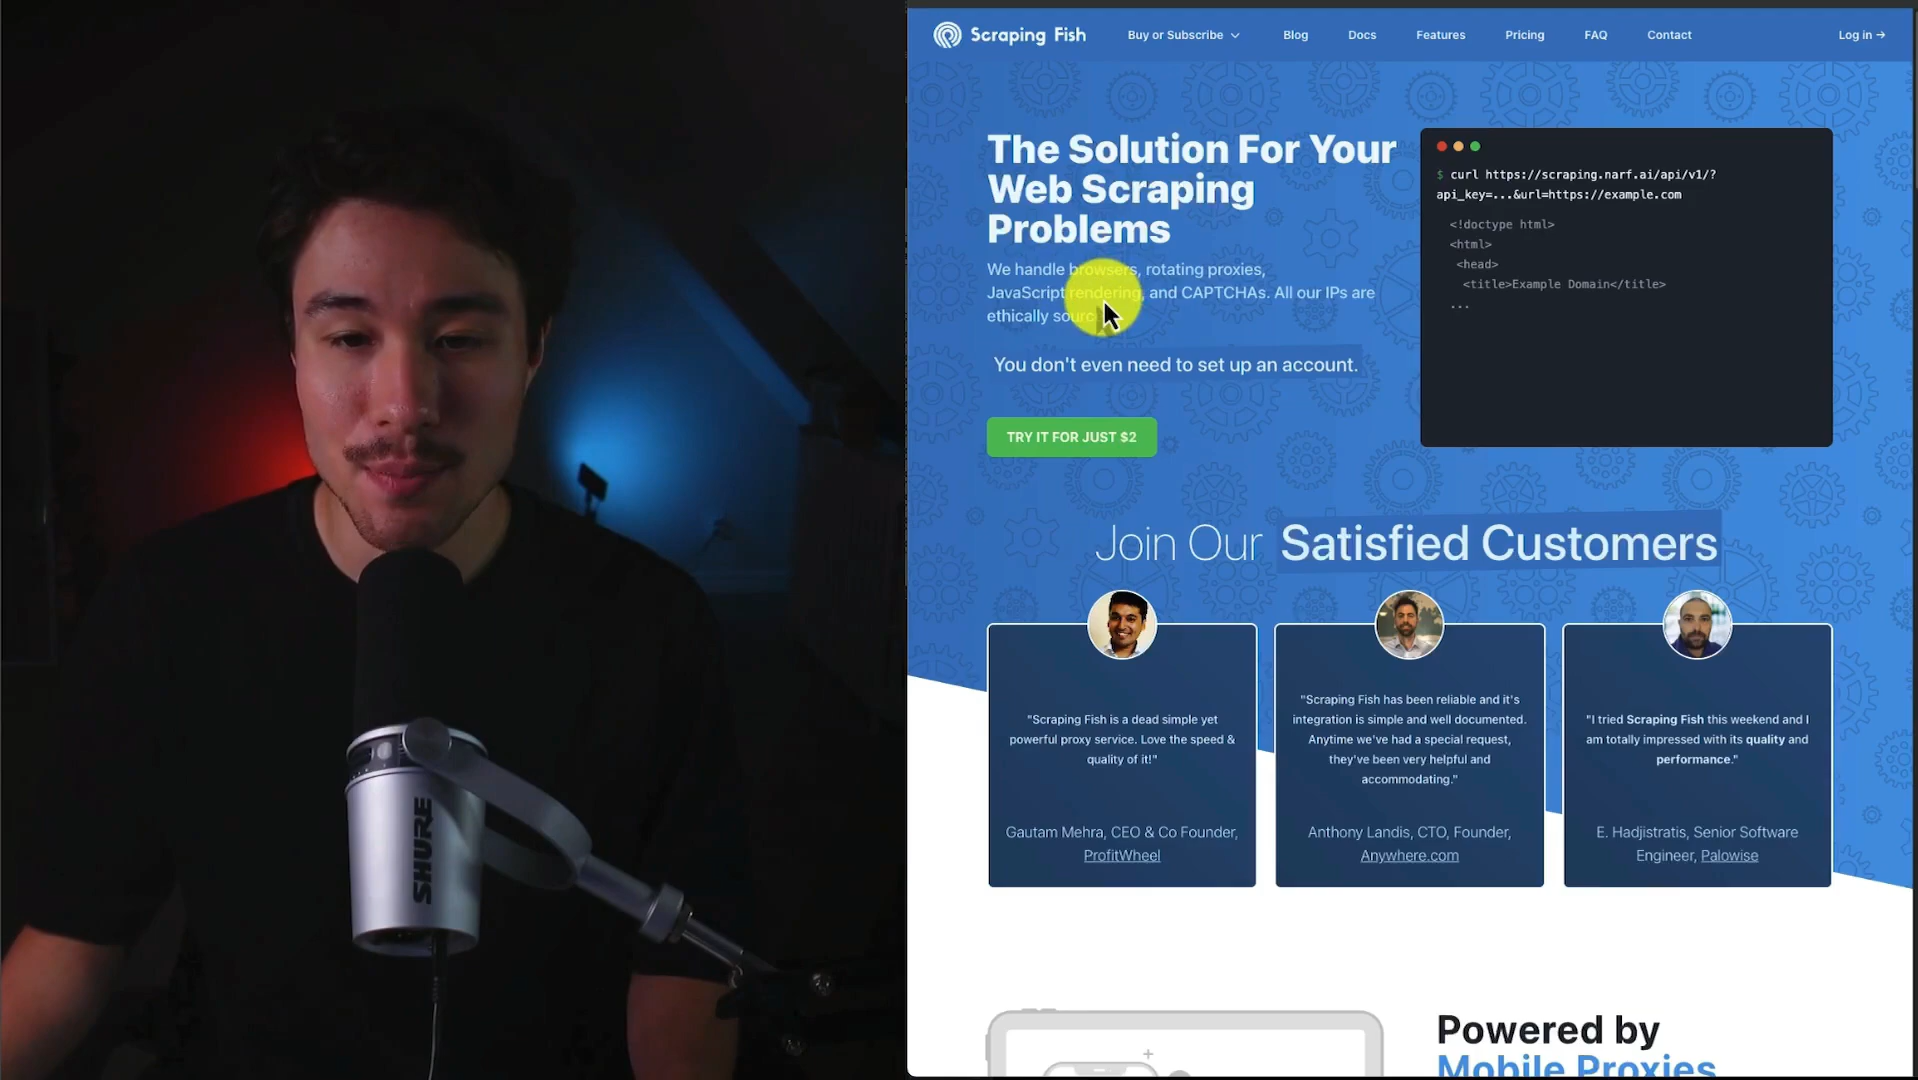 Scraping Fish
Buy or Subscribe
Blog
Docs
Features
Pricing
FAQ
Contact
Log in →
The Solution For Your
Web Scraping
Problems
We handle browsers, rotating proxies,
JavaScript rendering, and CAPTCHAs. All our IPs are
ethically
You don't even need to set up an account.
TRY IT FOR JUST $2
$ curl https://scraping.narf.ai/api/v1/?
api_key=...&url=https://example.com
<!doctype html>
<html>
<head>
<title>Example Domain</title>
...
Join Our Satisfied Customers
"Scraping Fish is a dead simple yet
powerful proxy service. Love the speed &
quality of it!"
Gautam Mehra, CEO & Co Founder,
ProfitWheel
"Scraping Fish has been reliable and it's
integration is simple and well documented.
Anytime we've had a special request,
they've been very helpful and
accommodating."
Anthony Landis, CTO, Founder,
Anywhere.com
"I tried Scraping Fish this weekend and I
am totally impressed with its quality and
performance."
E. Hadjistratis, Senior Software
Engineer, Palowise
Powered by
Mobile Proxies
SHURE